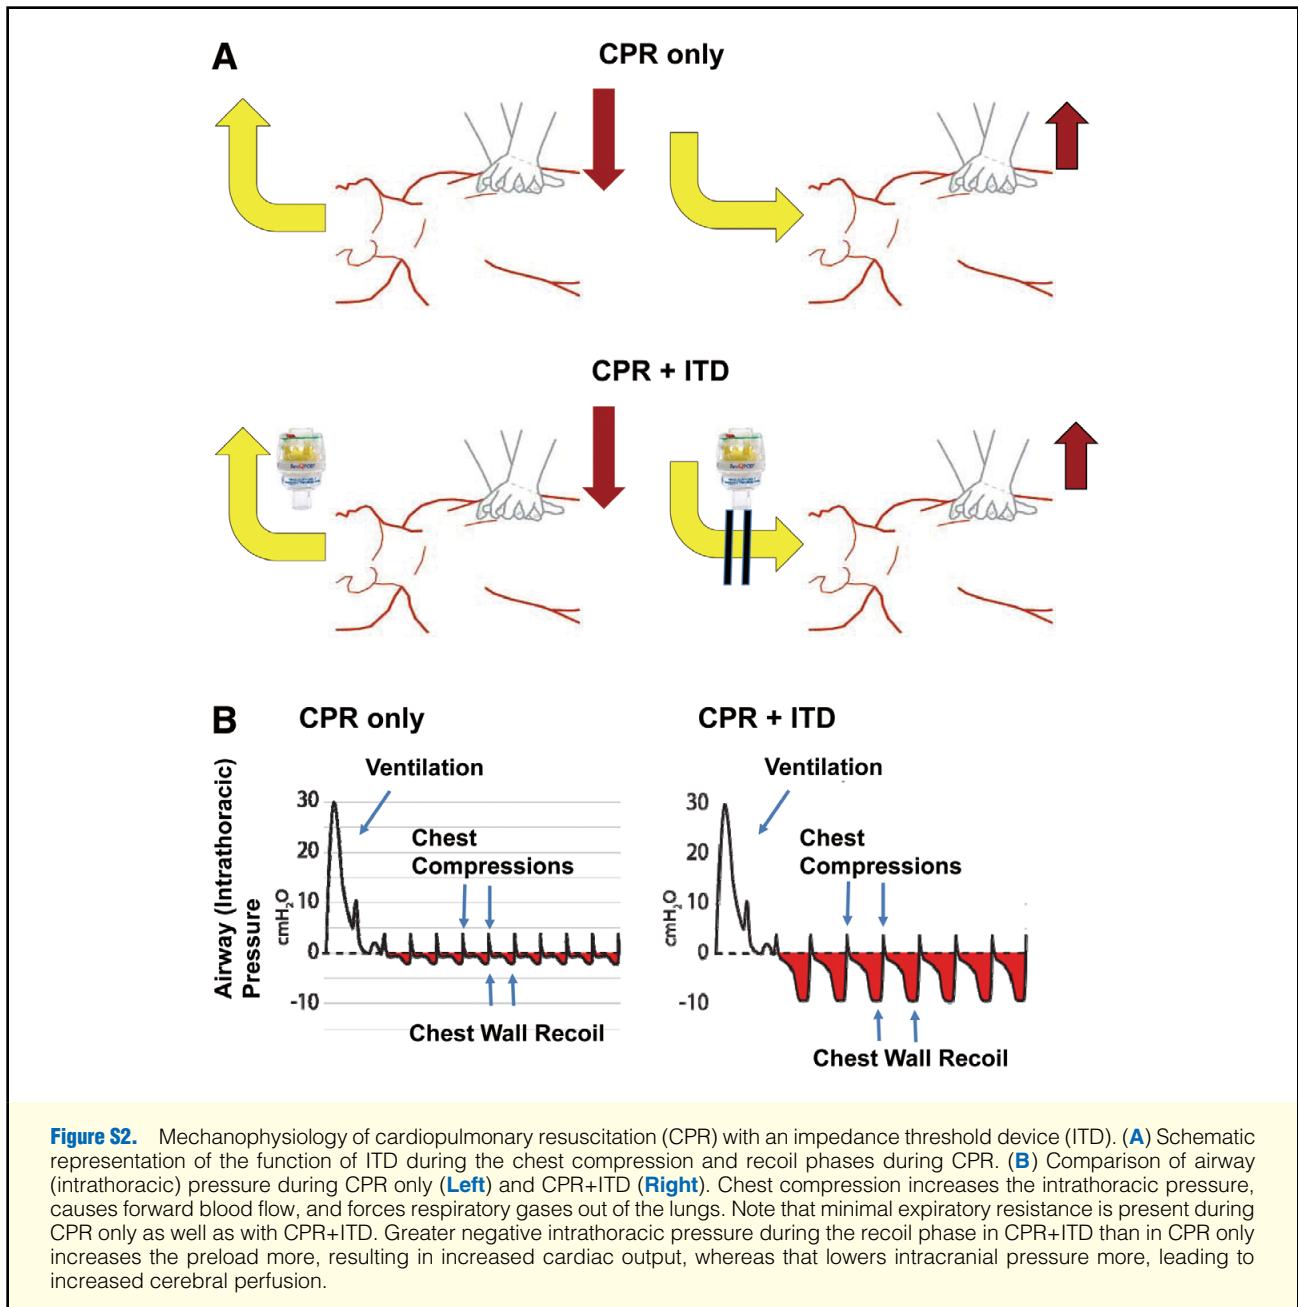 A
CPR only
CPR + ITD
ResQPOD
B
CPR only
CPR + ITD
Airway (Intrathoracic)
Pressure
cmH₂O
30
20
10
0
-10
Ventilation
Chest
Compressions
Chest Wall Recoil
cmH₂O
30
20
10
0
-10
Ventilation
Chest
Compressions
Chest Wall Recoil
Figure S2. Mechanophysiology of cardiopulmonary resuscitation (CPR) with an impedance threshold device (ITD). (A) Schematic
representation of the function of ITD during the chest compression and recoil phases during CPR. (B) Comparison of airway
(intrathoracic) pressure during CPR only (Left) and CPR+ITD (Right). Chest compression increases the intrathoracic pressure,
causes forward blood flow, and forces respiratory gases out of the lungs. Note that minimal expiratory resistance is present during
CPR only as well as with CPR+ITD. Greater negative intrathoracic pressure during the recoil phase in CPR+ITD than in CPR only
increases the preload more, resulting in increased cardiac output, whereas that lowers intracranial pressure more, leading to
increased cerebral perfusion.